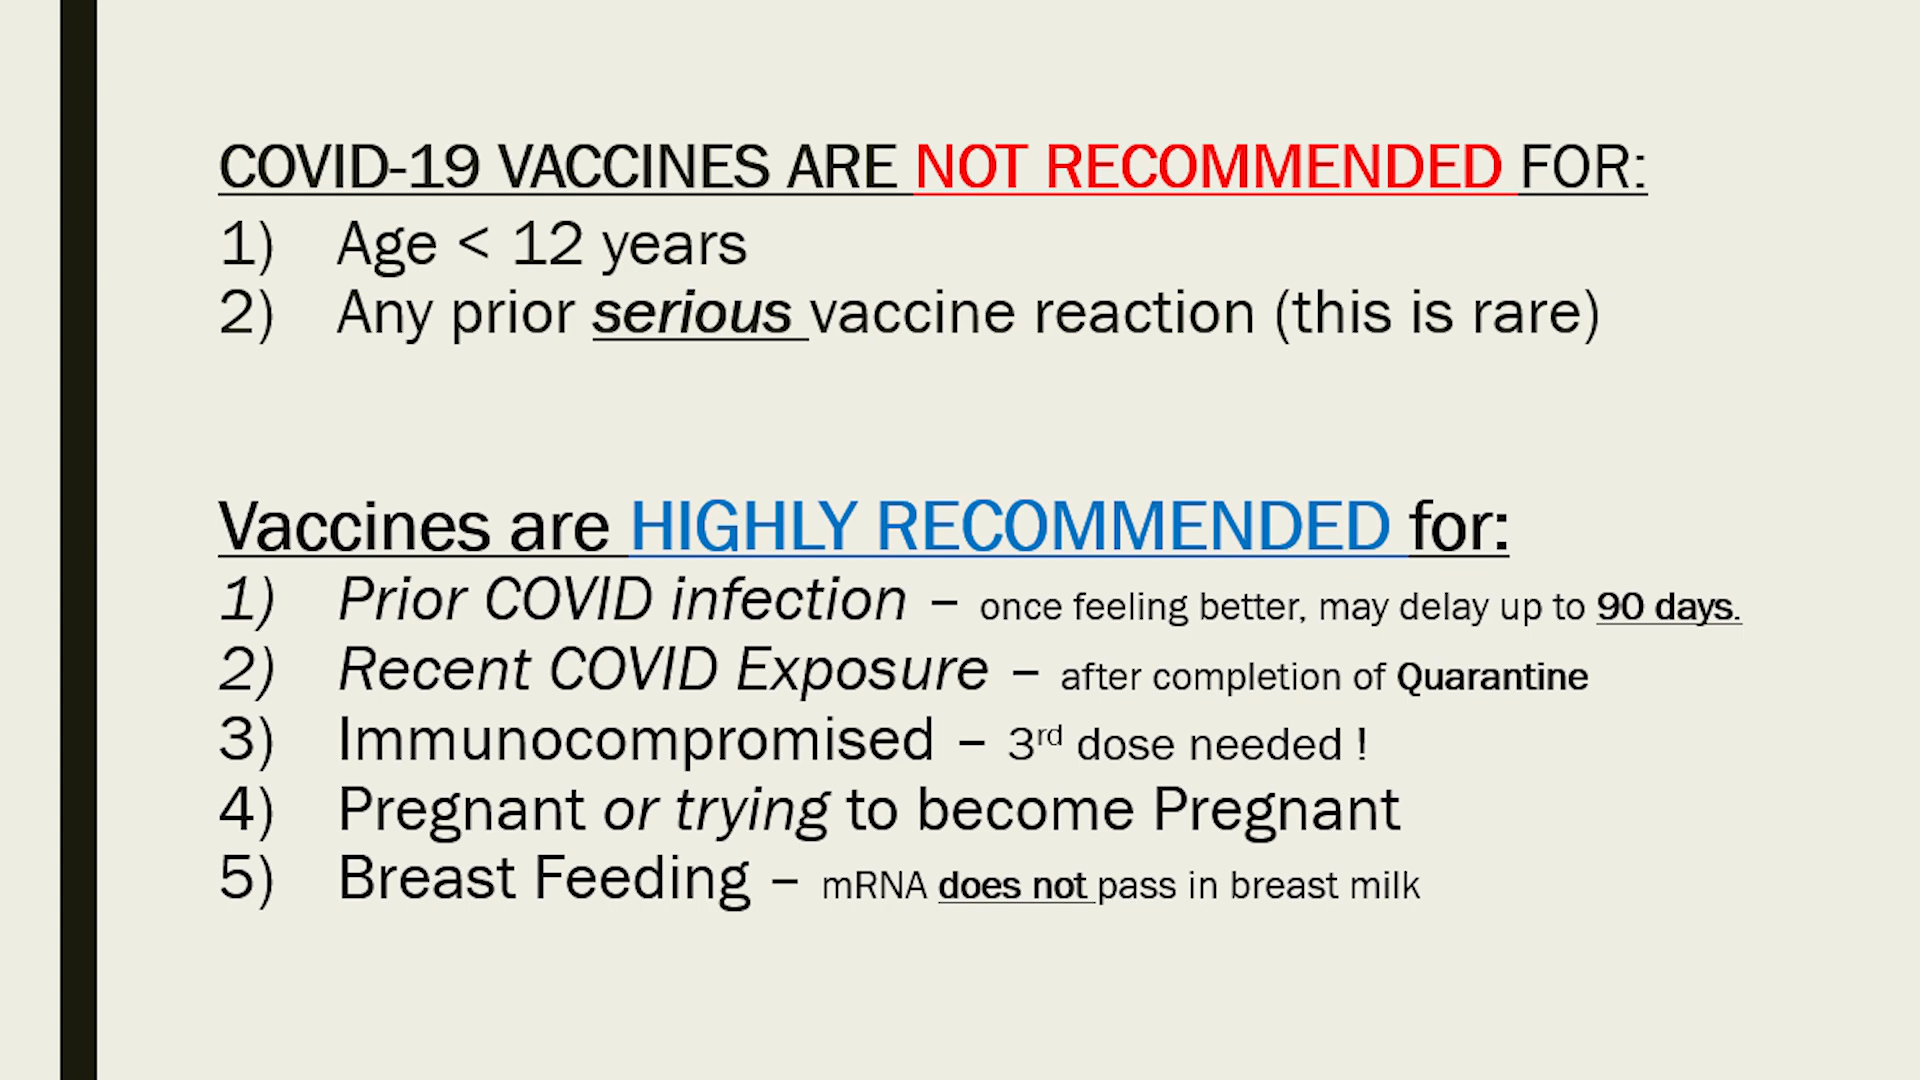 COVID-19 VACCINES ARE NOT RECOMMENDED FOR:
1) Age < 12 years
2) Any prior serious vaccine reaction (this is rare)
Vaccines are HIGHLY RECOMMENDED for:
1) Prior COVID infection – once feeling better, may delay up to 90 days.
2) Recent COVID Exposure – after completion of Quarantine
3) Immunocompromised – 3rd dose needed !
4) Pregnant or trying to become Pregnant
5) Breast Feeding – mRNA does not pass in breast milk